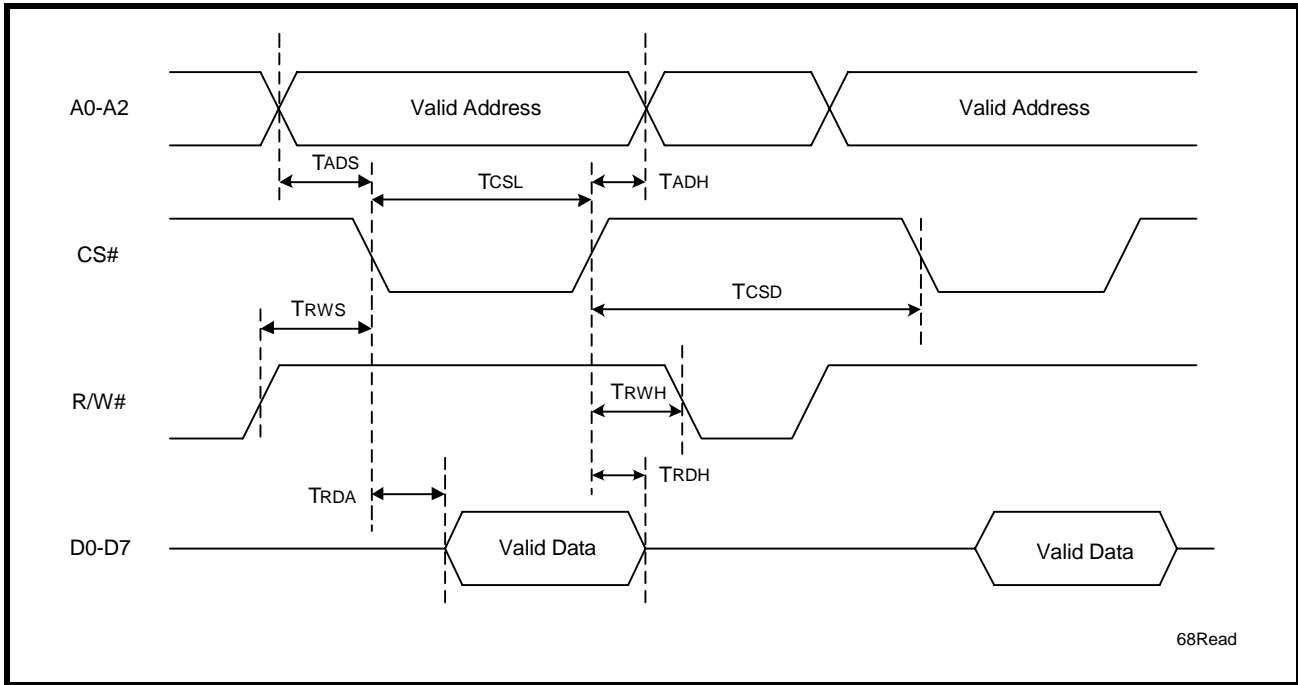 A0-A2
Valid Address
Valid Address
TADS
TCSL
TADH
CS#
TCSD
TRWS
R/W#
TRWH
TRDH
TRDA
D0-D7
Valid Data
Valid Data
68Read